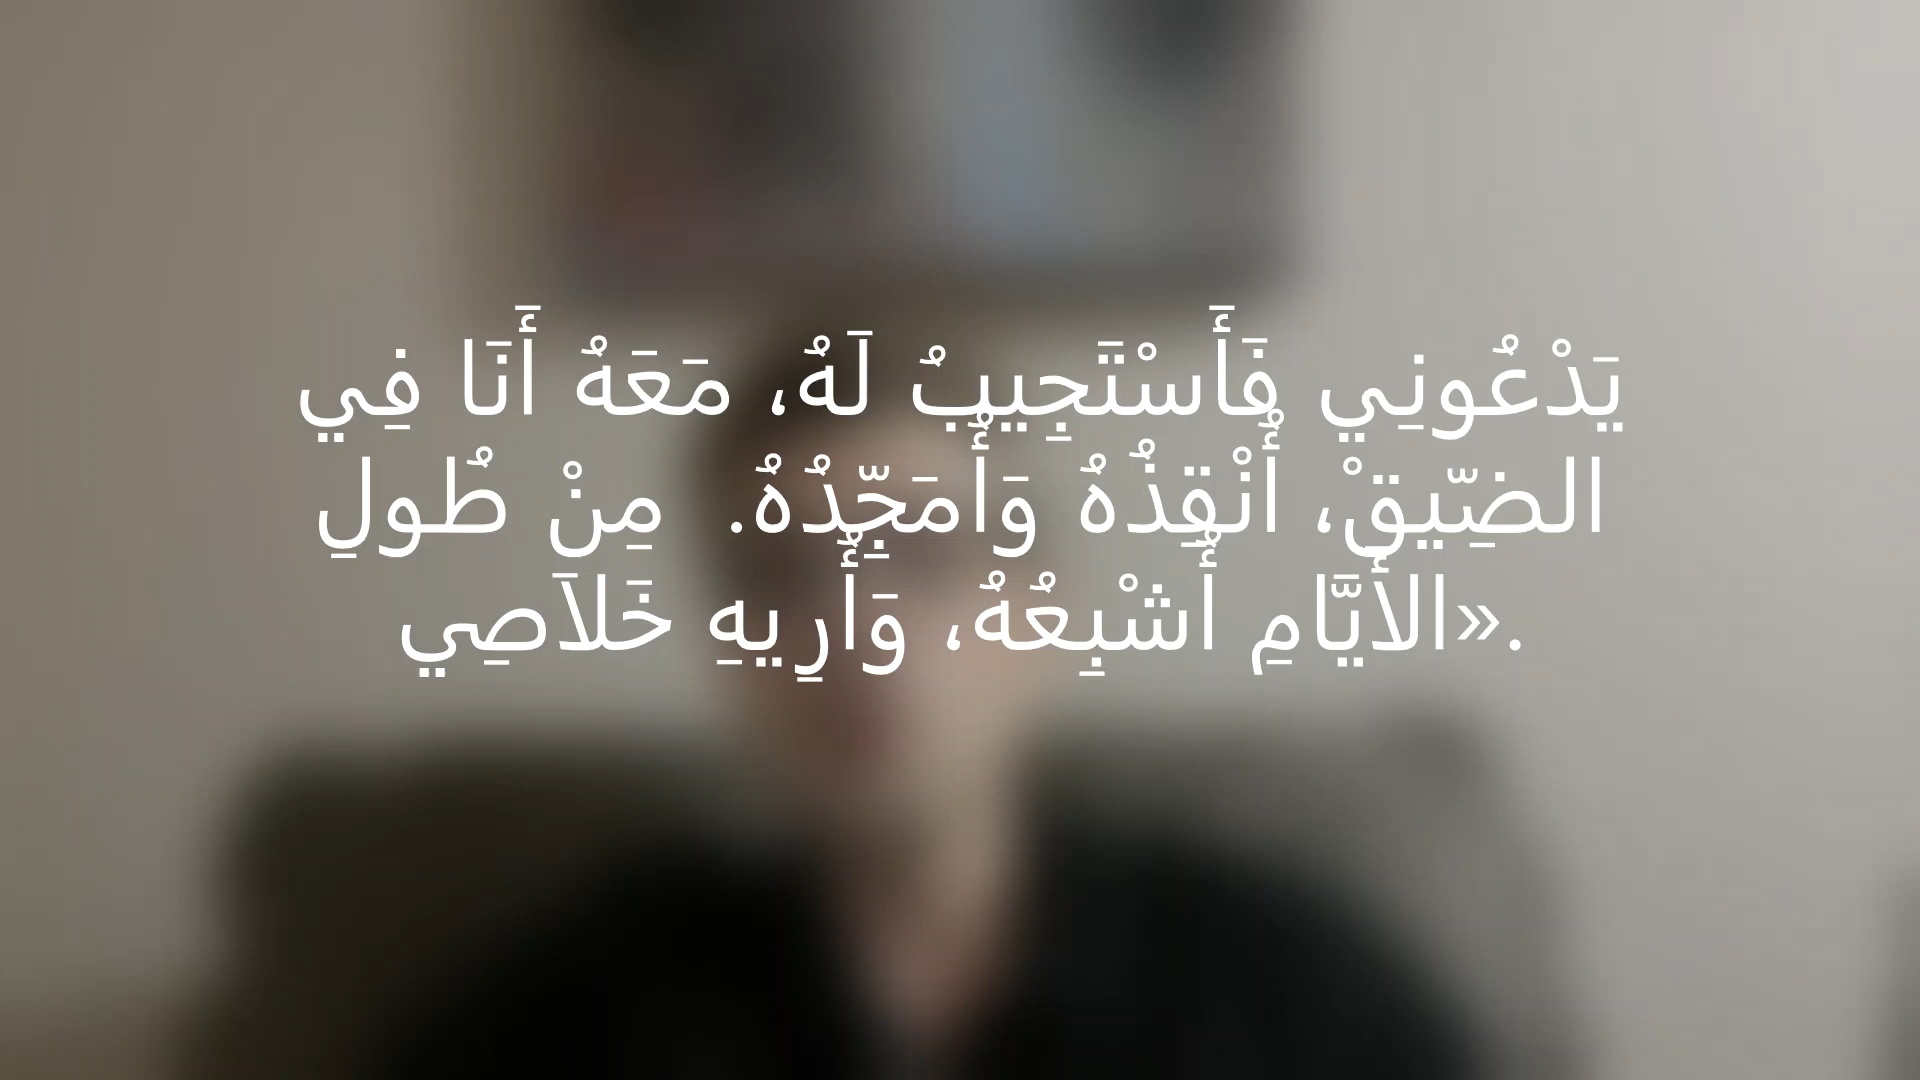 يَدْعُونِي فَأَسْتَجِيبُ لَهُ، مَعَهُ أَنَا فِي
الضِّيقْ، أُنْقِذُهُ وَأُمَجِّدُهُ. مِنْ طُولِ
الأَيَّامِ أُشْبِعُهُ، وَأُرِيهِ خَلاَصِي».